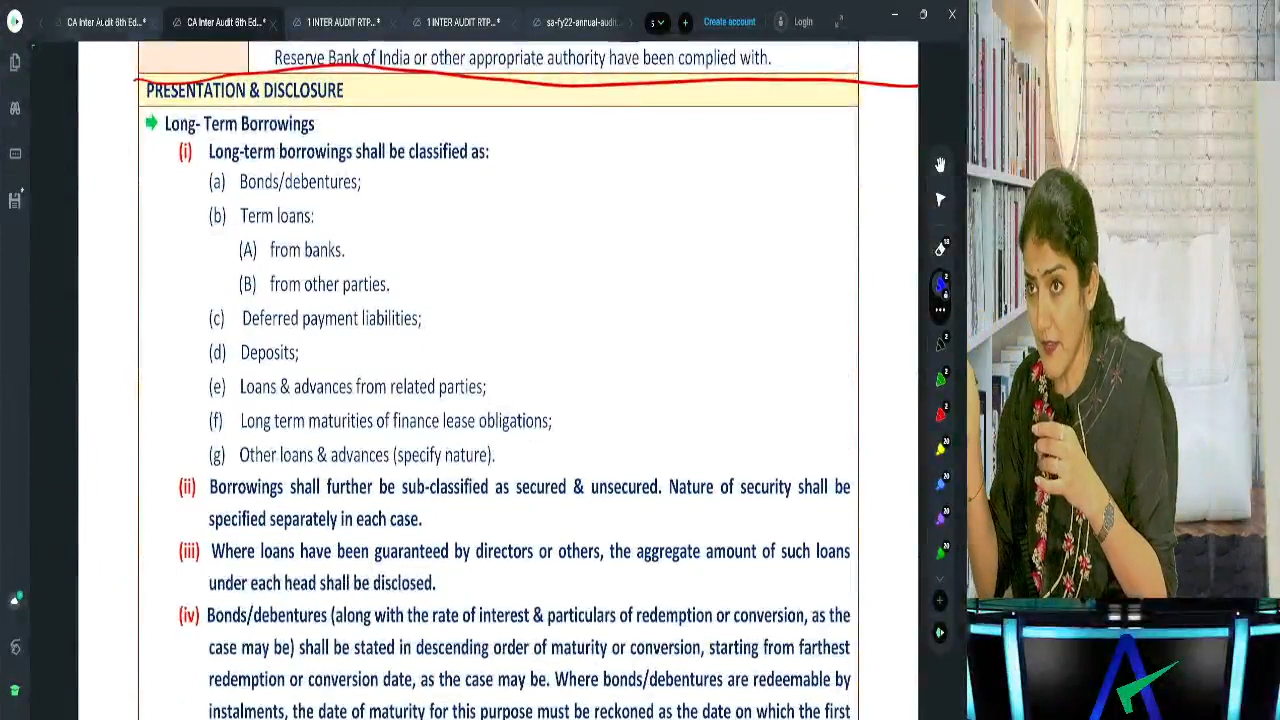 CA Inter Audit 6th Ed...*
CA Inter Audit 6th Ed...*
1 INTER AUDIT RTP...*
1 INTER AUDIT RTP...*
sa-fy22-annual-audit...
Create account
Login
Reserve Bank of India or other appropriate authority have been complied with.
PRESENTATION & DISCLOSURE
Long- Term Borrowings
(i) Long-term borrowings shall be classified as:
(a) Bonds/debentures;
(b) Term loans:
(A) from banks.
(B) from other parties.
(c) Deferred payment liabilities;
(d) Deposits;
(e) Loans & advances from related parties;
(f) Long term maturities of finance lease obligations;
(g) Other loans & advances (specify nature).
(ii) Borrowings shall further be sub-classified as secured & unsecured. Nature of security shall be
specified separately in each case.
(iii) Where loans have been guaranteed by directors or others, the aggregate amount of such loans
under each head shall be disclosed.
(iv) Bonds/debentures (along with the rate of interest & particulars of redemption or conversion, as the
case may be) shall be stated in descending order of maturity or conversion, starting from farthest
redemption or conversion date, as the case may be. Where bonds/debentures are redeemable by
instalments, the date of maturity for this purpose must be reckoned as the date on which the first